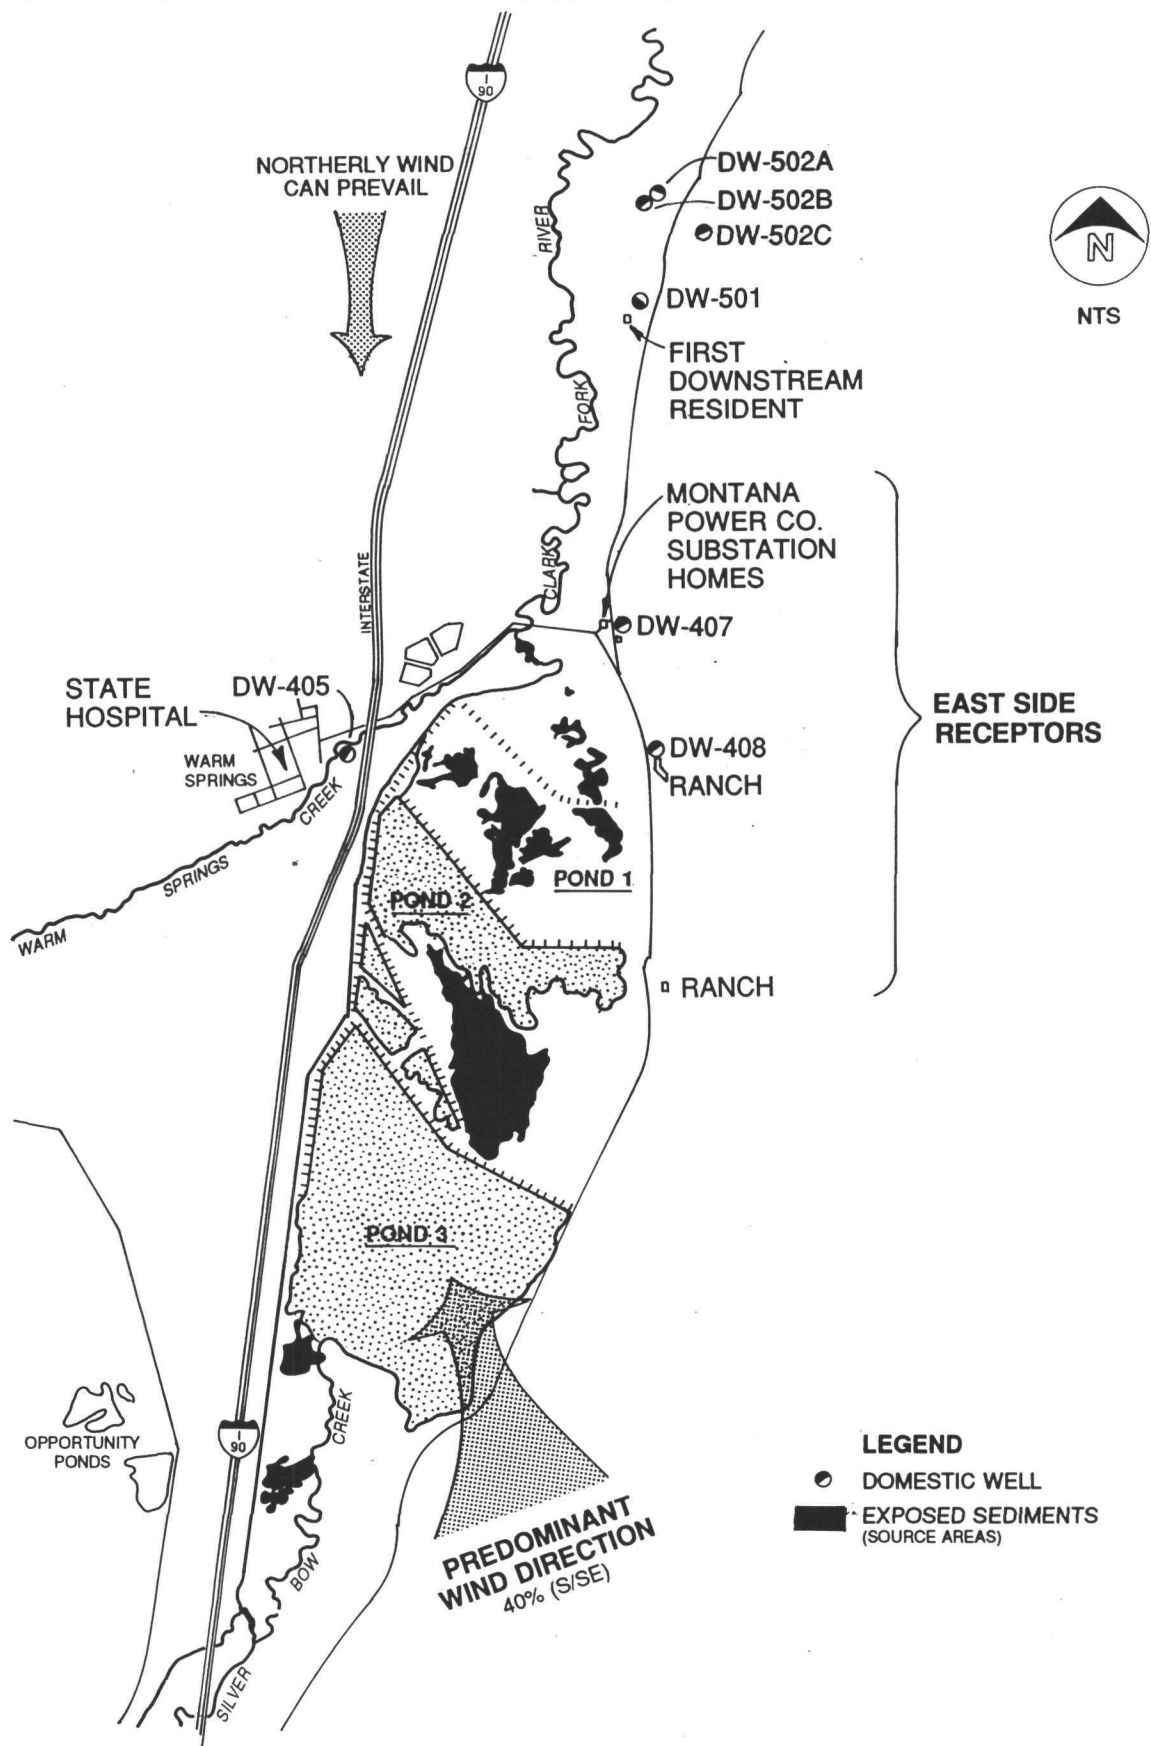 I
90
NORTHERLY WIND
CAN PREVAIL
DW-502A
DW-502B
DW-502C
RIVER
N
NTS
DW-501
FIRST
DOWNSTREAM
RESIDENT
FORK
MONTANA
POWER CO.
SUBSTATION
HOMES
CLARKS
INTERSTATE
DW-407
STATE
HOSPITAL
DW-405
EAST SIDE
RECEPTORS
DW-408
RANCH
WARM
SPRINGS
CREEK
SPRINGS
WARM
POND 1
POND 2
RANCH
POND 3
CREEK
OPPORTUNITY
PONDS
I
90
BOW
SILVER
PREDOMINANT
WIND DIRECTION
40% (S/SE)
LEGEND
DOMESTIC WELL
EXPOSED SEDIMENTS
(SOURCE AREAS)